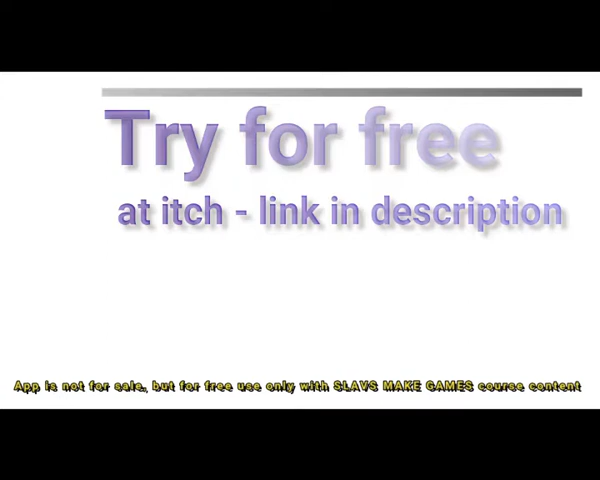 Try for free
at itch - link in description
App is not for sale., but for free use only with SLAVS MAKE GAMES course content